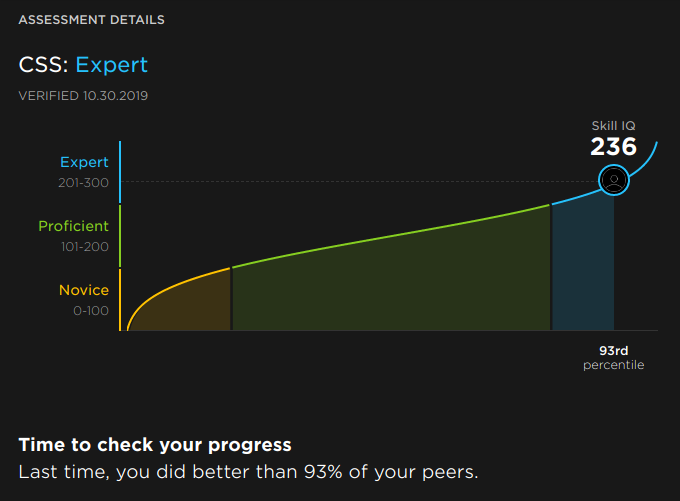 ASSESSMENT DETAILS
CSS: Expert
VERIFIED 10.30.2019
Skill IQ
236
Expert
201-300
Proficient
101-200
Novice
0-100
93rd
percentile
Time to check your progress
Last time, you did better than 93% of your peers.